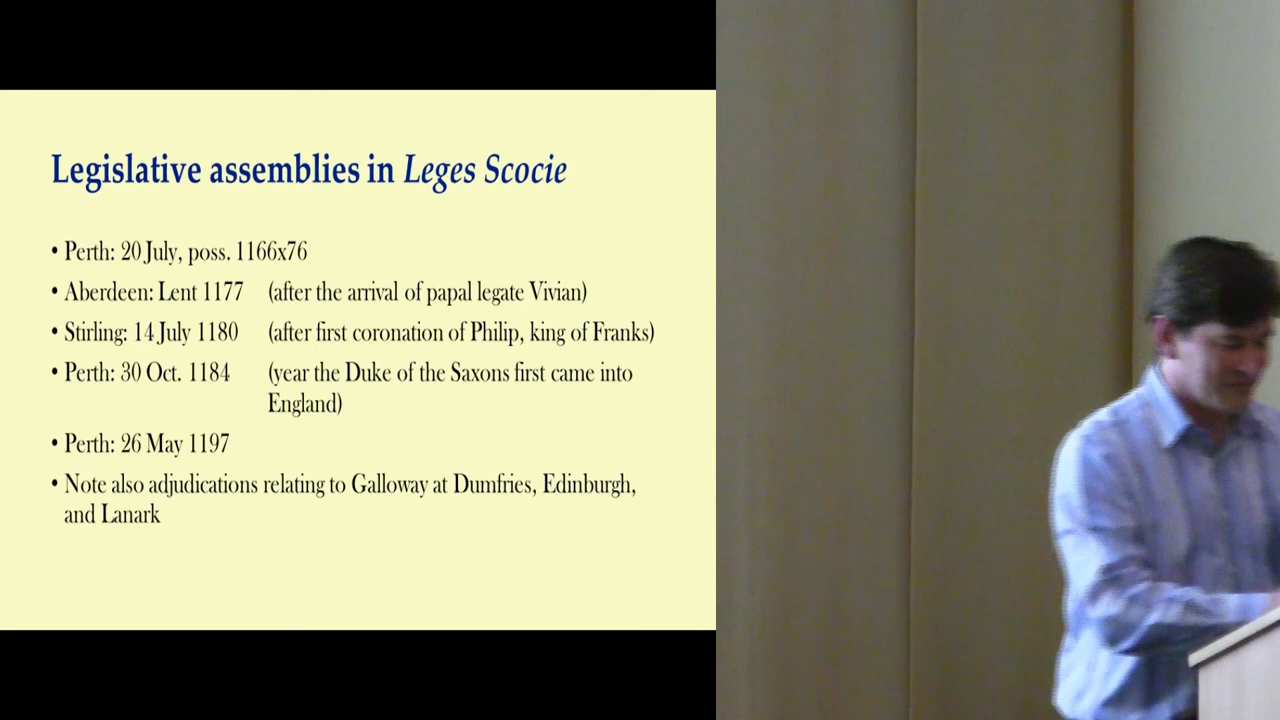 Legislative assemblies in Leges Scocie
• Perth: 20 July, poss. 1166x76
• Aberdeen: Lent 1177 (after the arrival of papal legate Vivian)
• Stirling: 14 July 1180 (after first coronation of Philip, king of Franks)
• Perth: 30 Oct. 1184 (year the Duke of the Saxons first came into
England)
• Perth: 26 May 1197
• Note also adjudications relating to Galloway at Dumfries, Edinburgh,
and Lanark